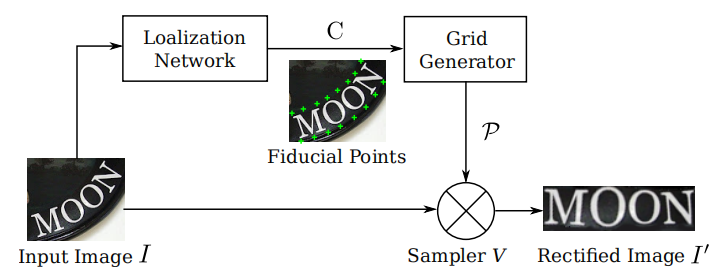 Loalization
Network
C
Grid
Generator
MOON
Fiducial Points
𝒫
MOON
Input Image I
Sampler V
MOON
Rectified Image I′